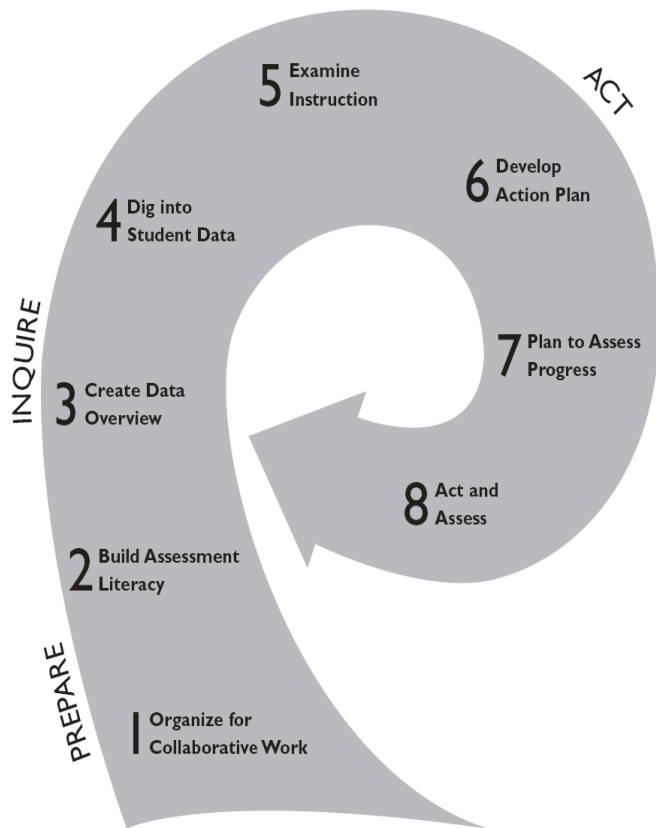 PREPARE
1 Organize for
Collaborative Work
2 Build Assessment
Literacy
INQUIRE
3 Create Data
Overview
4 Dig into
Student Data
5 Examine
Instruction
ACT
6 Develop
Action Plan
7 Plan to Assess
Progress
8 Act and
Assess